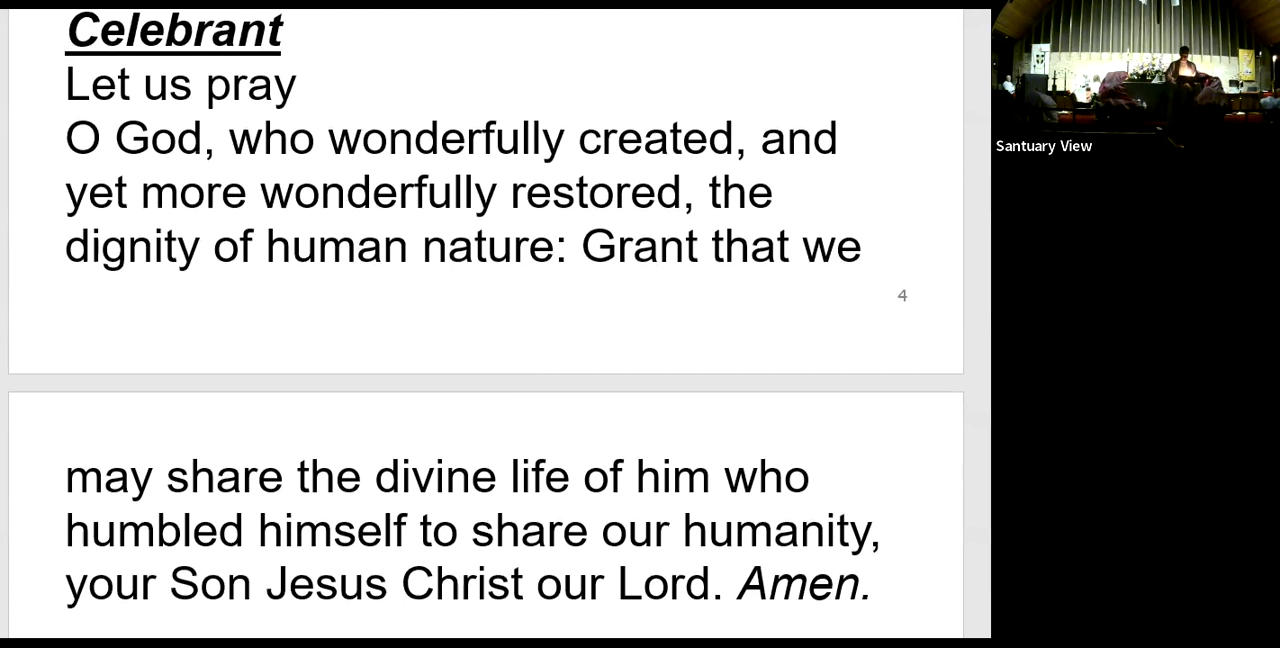 Celebrant
Let us pray
O God, who wonderfully created, and
yet more wonderfully restored, the
dignity of human nature: Grant that we
4
may share the divine life of him who
humbled himself to share our humanity,
your Son Jesus Christ our Lord. Amen.
Santuary View